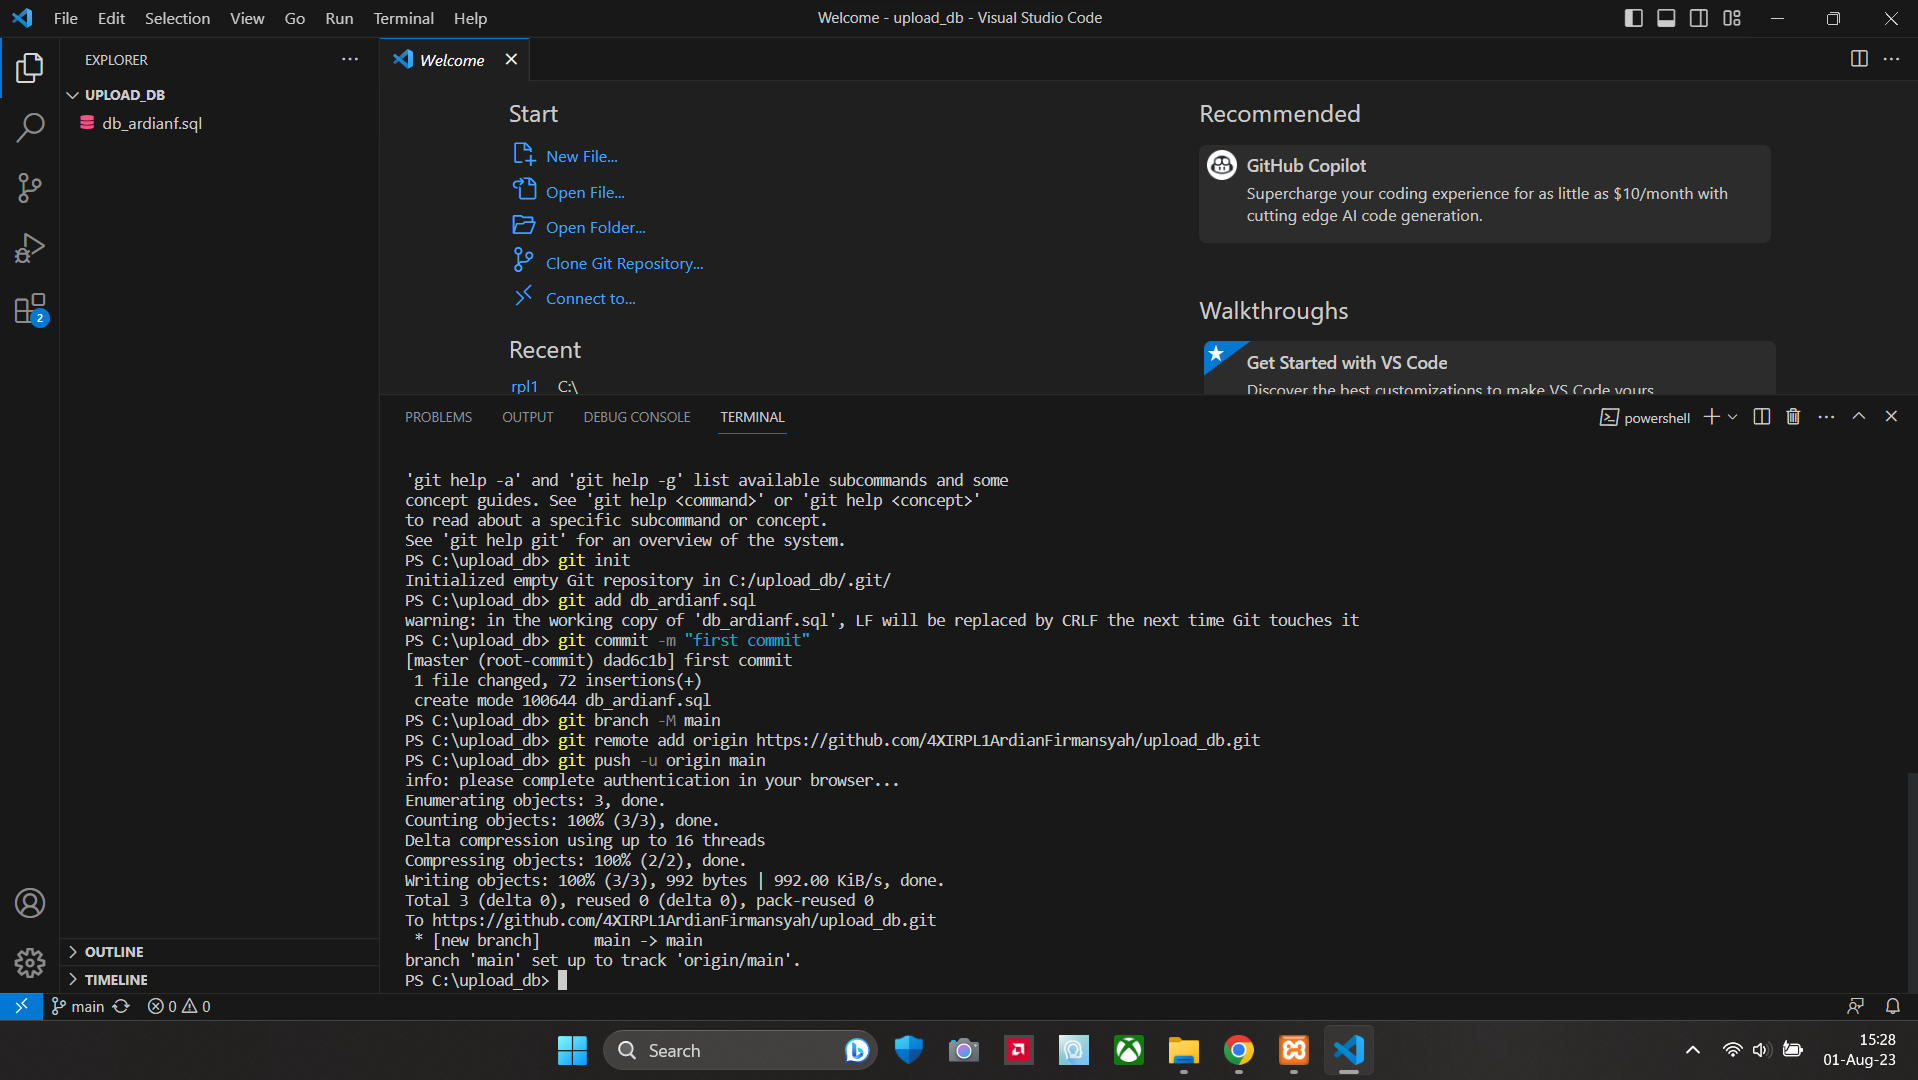 File Edit Selection View Go Run Terminal Help
Welcome - upload_db - Visual Studio Code
EXPLORER
UPLOAD_DB
db_ardianf.sql
2
OUTLINE
TIMELINE
Welcome
Start
New File...
Open File...
Open Folder...
Clone Git Repository...
Connect to...
Recent
rpl1 C:\
Recommended
GitHub Copilot
Supercharge your coding experience for as little as $10/month with
cutting edge AI code generation.
Walkthroughs
Get Started with VS Code
Discover the best customizations to make VS Code yours
PROBLEMS OUTPUT DEBUG CONSOLE TERMINAL
powershell
'git help -a' and 'git help -g' list available subcommands and some
concept guides. See 'git help <command>' or 'git help <concept>'
to read about a specific subcommand or concept.
See 'git help git' for an overview of the system.
PS C:\upload_db> git init
Initialized empty Git repository in C:/upload_db/.git/
PS C:\upload_db> git add db_ardianf.sql
warning: in the working copy of 'db_ardianf.sql', LF will be replaced by CRLF the next time Git touches it
PS C:\upload_db> git commit -m "first commit"
[master (root-commit) dad6c1b] first commit
1 file changed, 72 insertions(+)
create mode 100644 db_ardianf.sql
PS C:\upload_db> git branch -M main
PS C:\upload_db> git remote add origin https://github.com/4XIRPL1ArdianFirmansyah/upload_db.git
PS C:\upload_db> git push -u origin main
info: please complete authentication in your browser...
Enumerating objects: 3, done.
Counting objects: 100% (3/3), done.
Delta compression using up to 16 threads
Compressing objects: 100% (2/2), done.
Writing objects: 100% (3/3), 992 bytes | 992.00 KiB/s, done.
Total 3 (delta 0), reused 0 (delta 0), pack-reused 0
To https://github.com/4XIRPL1ArdianFirmansyah/upload_db.git
* [new branch] main -> main
branch 'main' set up to track 'origin/main'.
PS C:\upload_db>
main 0 0
Search
15:28
01-Aug-23